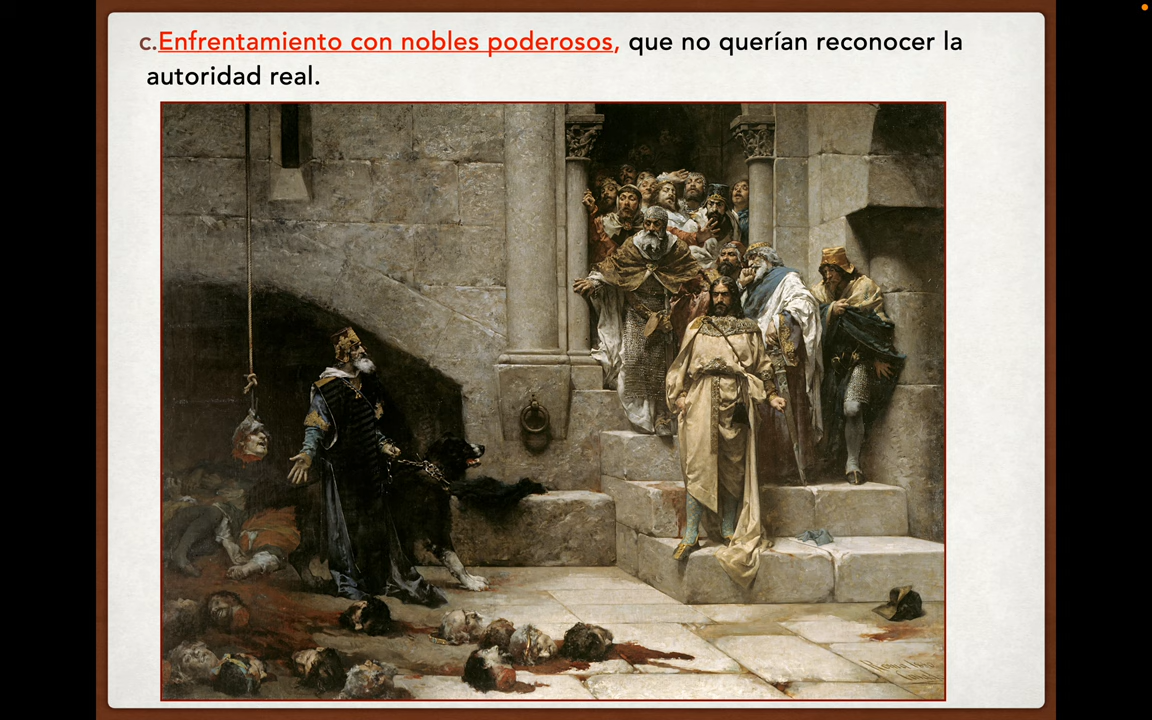 c.Enfrentamiento con nobles poderosos, que no querían reconocer la
autoridad real.